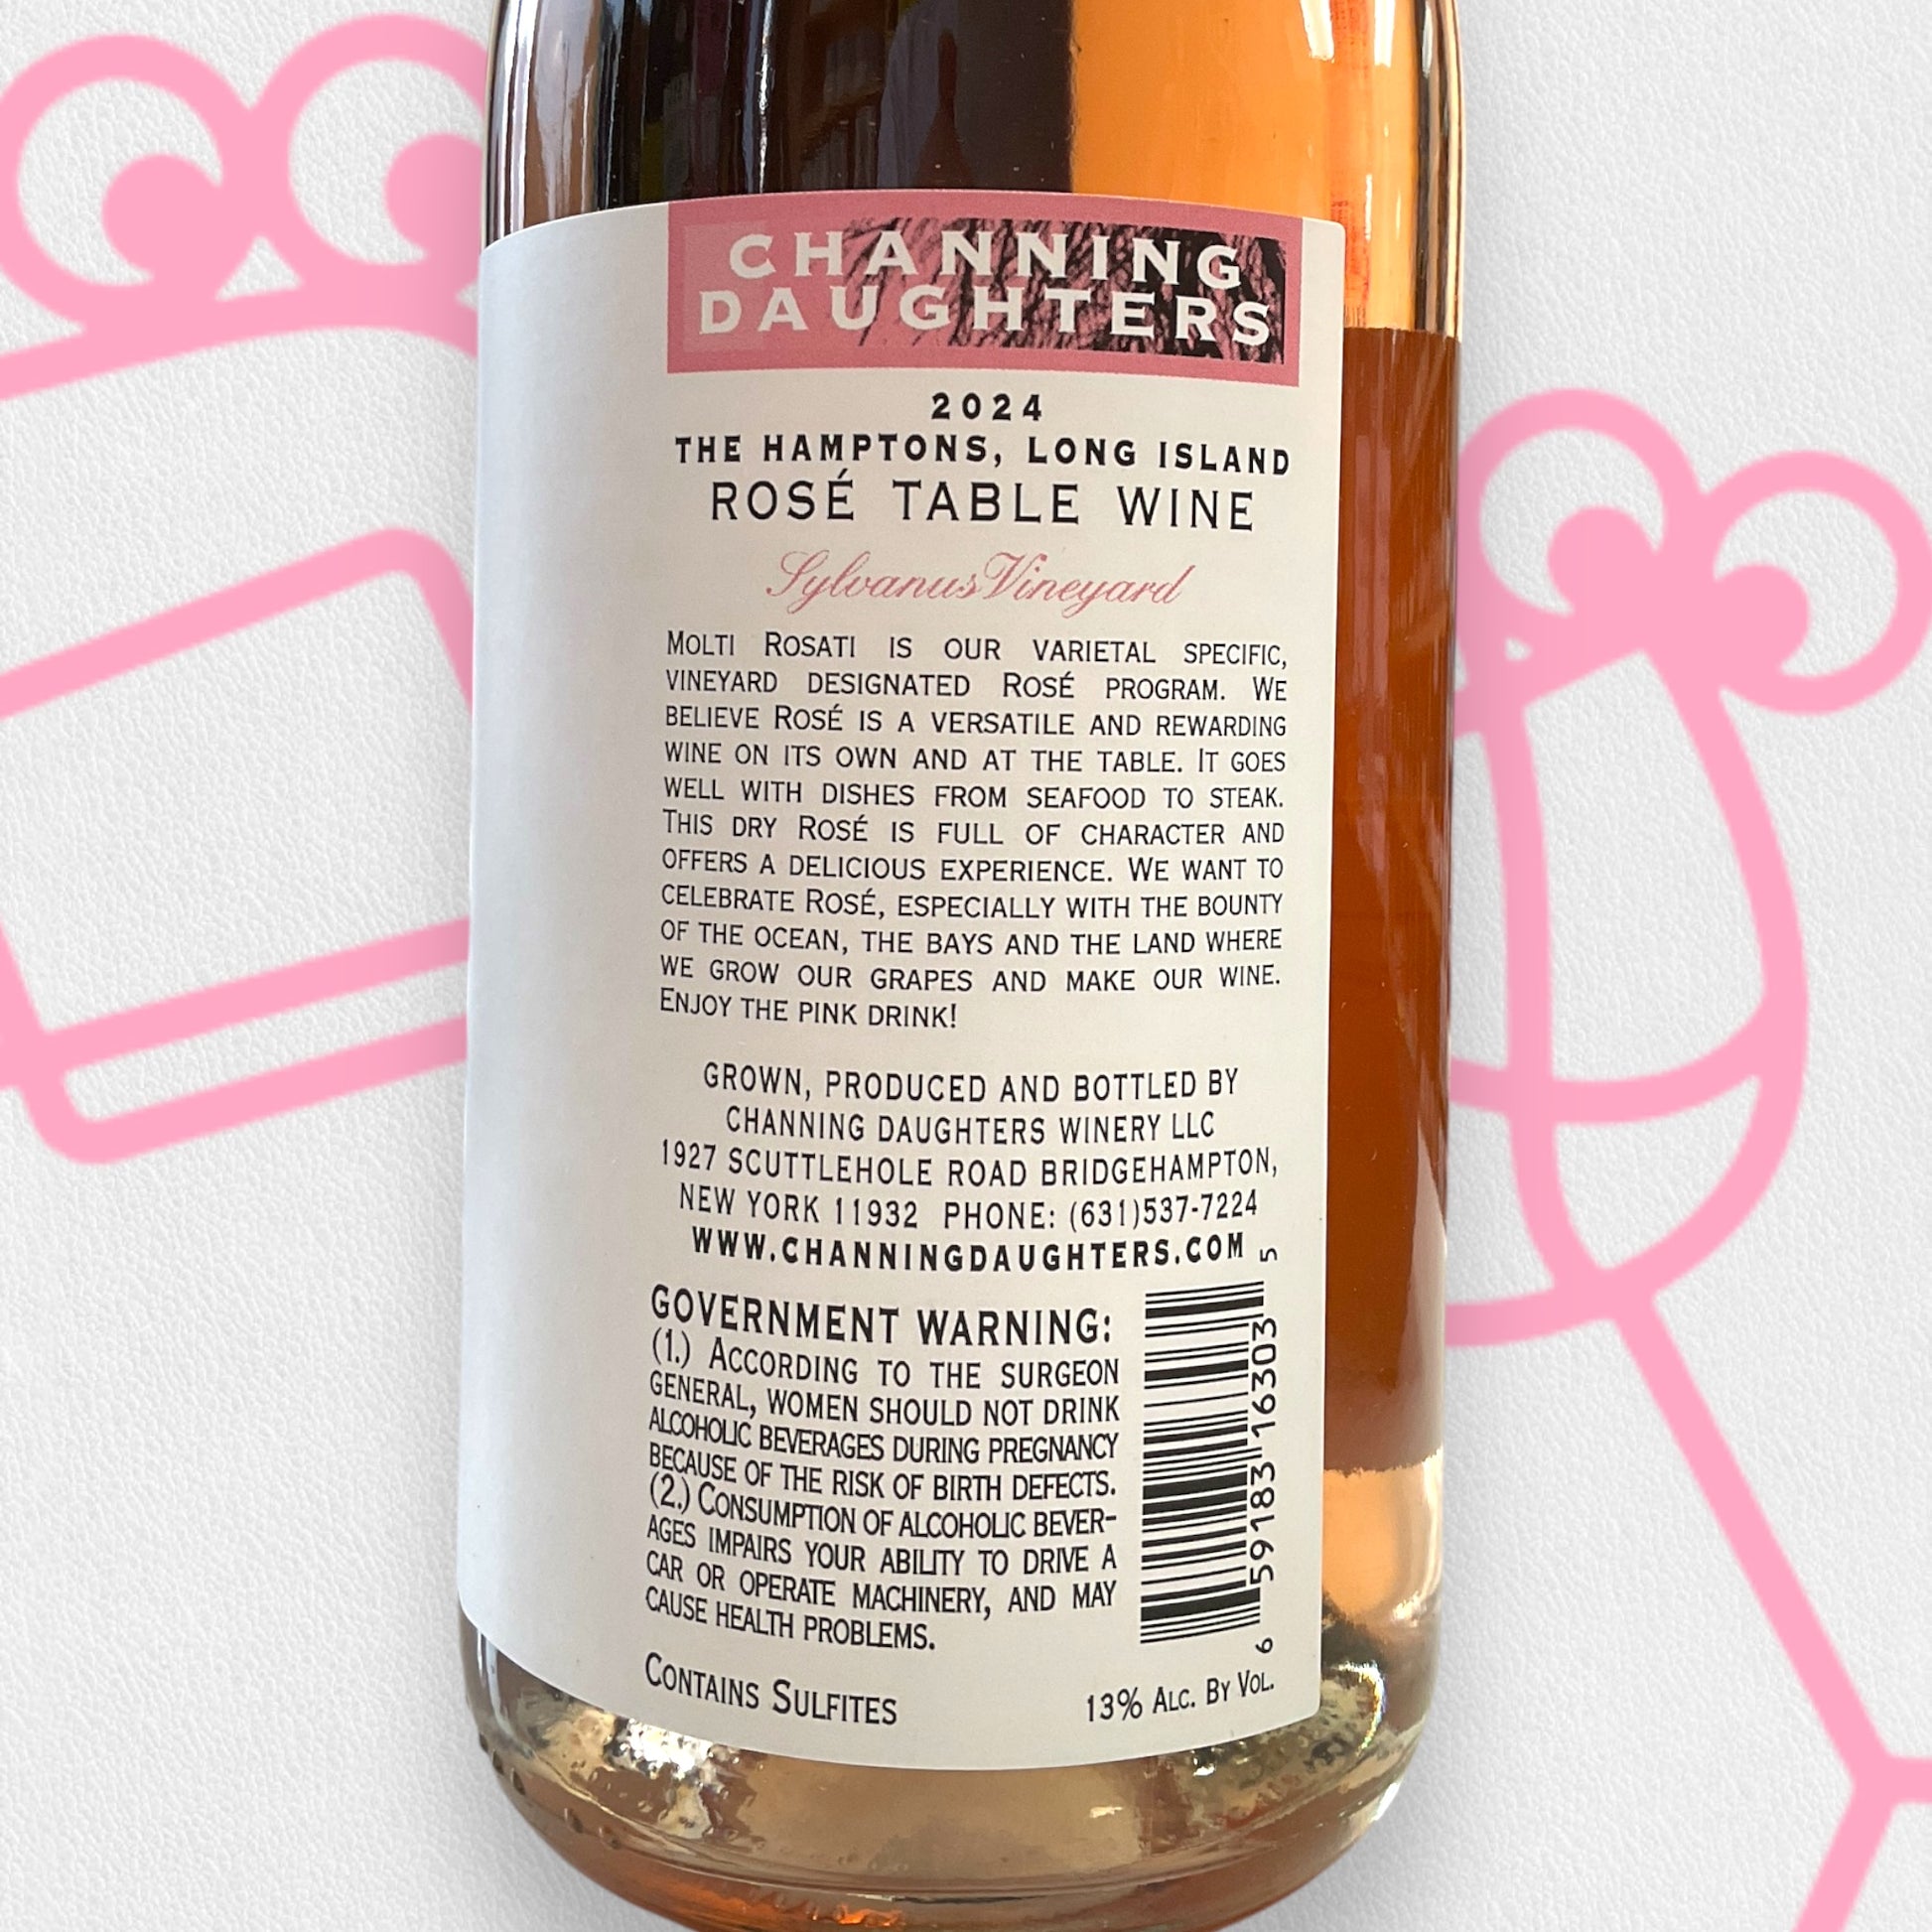 CHANNING
DAUGHTERS
2024
THE HAMPTONS, LONG ISLAND
ROSÉ TABLE WINE
Sylvanus Vineyard
MOLTI ROSATI IS OUR VARIETAL SPECIFIC,
VINEYARD DESIGNATED ROSÉ PROGRAM. WE
BELIEVE ROSÉ IS A VERSATILE AND REWARDING
WINE ON ITS OWN AND AT THE TABLE. IT GOES
WELL WITH DISHES FROM SEAFOOD TO STEAK.
THIS DRY ROSÉ IS FULL OF CHARACTER AND
OFFERS A DELICIOUS EXPERIENCE. WE WANT TO
CELEBRATE ROSÉ, ESPECIALLY WITH THE BOUNTY
OF THE OCEAN, THE BAYS AND THE LAND WHERE
WE GROW OUR GRAPES AND MAKE OUR WINE.
ENJOY THE PINK DRINK!
GROWN, PRODUCED AND BOTTLED BY
CHANNING DAUGHTERS WINERY LLC
1927 SCUTTLEHOLE ROAD BRIDGEHAMPTON,
NEW YORK 11932 PHONE: (631)537-7224
WWW.CHANNINGDAUGHTERS.COM
GOVERNMENT WARNING:
(1.) ACCORDING TO THE SURGEON
GENERAL, WOMEN SHOULD NOT DRINK
ALCOHOLIC BEVERAGES DURING PREGNANCY
BECAUSE OF THE RISK OF BIRTH DEFECTS.
(2.) CONSUMPTION OF ALCOHOLIC BEVER-
AGES IMPAIRS YOUR ABILITY TO DRIVE A
CAR OR OPERATE MACHINERY, AND MAY
CAUSE HEALTH PROBLEMS.
6 59183 16303 5
CONTAINS SULFITES
13% ALC. BY VOL.